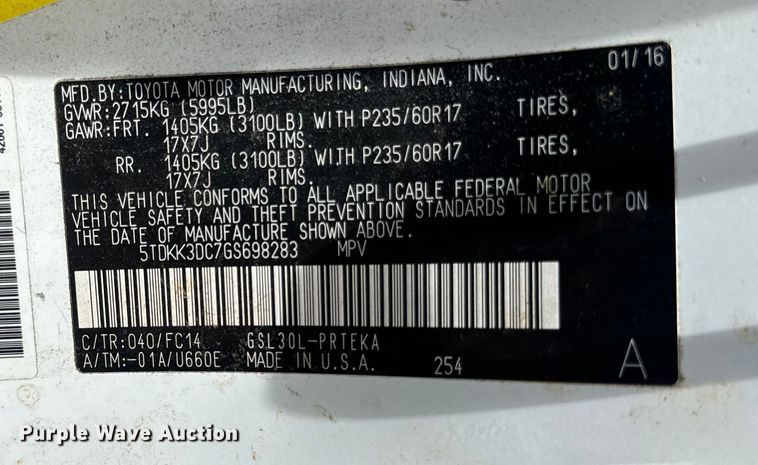 01/16
MFD. BY: TOYOTA MOTOR MANUFACTURING, INDIANA, INC.
GVWR: 2715KG (5995LB)
GAWR: FRT. 1405KG (3100LB) WITH P235/60R17 TIRES,
17X7J RIMS.
RR. 1405KG (3100LB) WITH P235/60R17 TIRES,
17X7J RIMS.
THIS VEHICLE CONFORMS TO ALL APPLICABLE FEDERAL MOTOR
VEHICLE SAFETY AND THEFT PREVENTION STANDARDS IN EFFECT ON
THE DATE OF MANUFACTURE SHOWN ABOVE.
5TDKK3DC7GS698283 MPV
C/TR: 040/FC14 GSL30L-PRTEKA
A/TM: -01A/U660E MADE IN U.S.A. 254 A
Purple Wave Auction